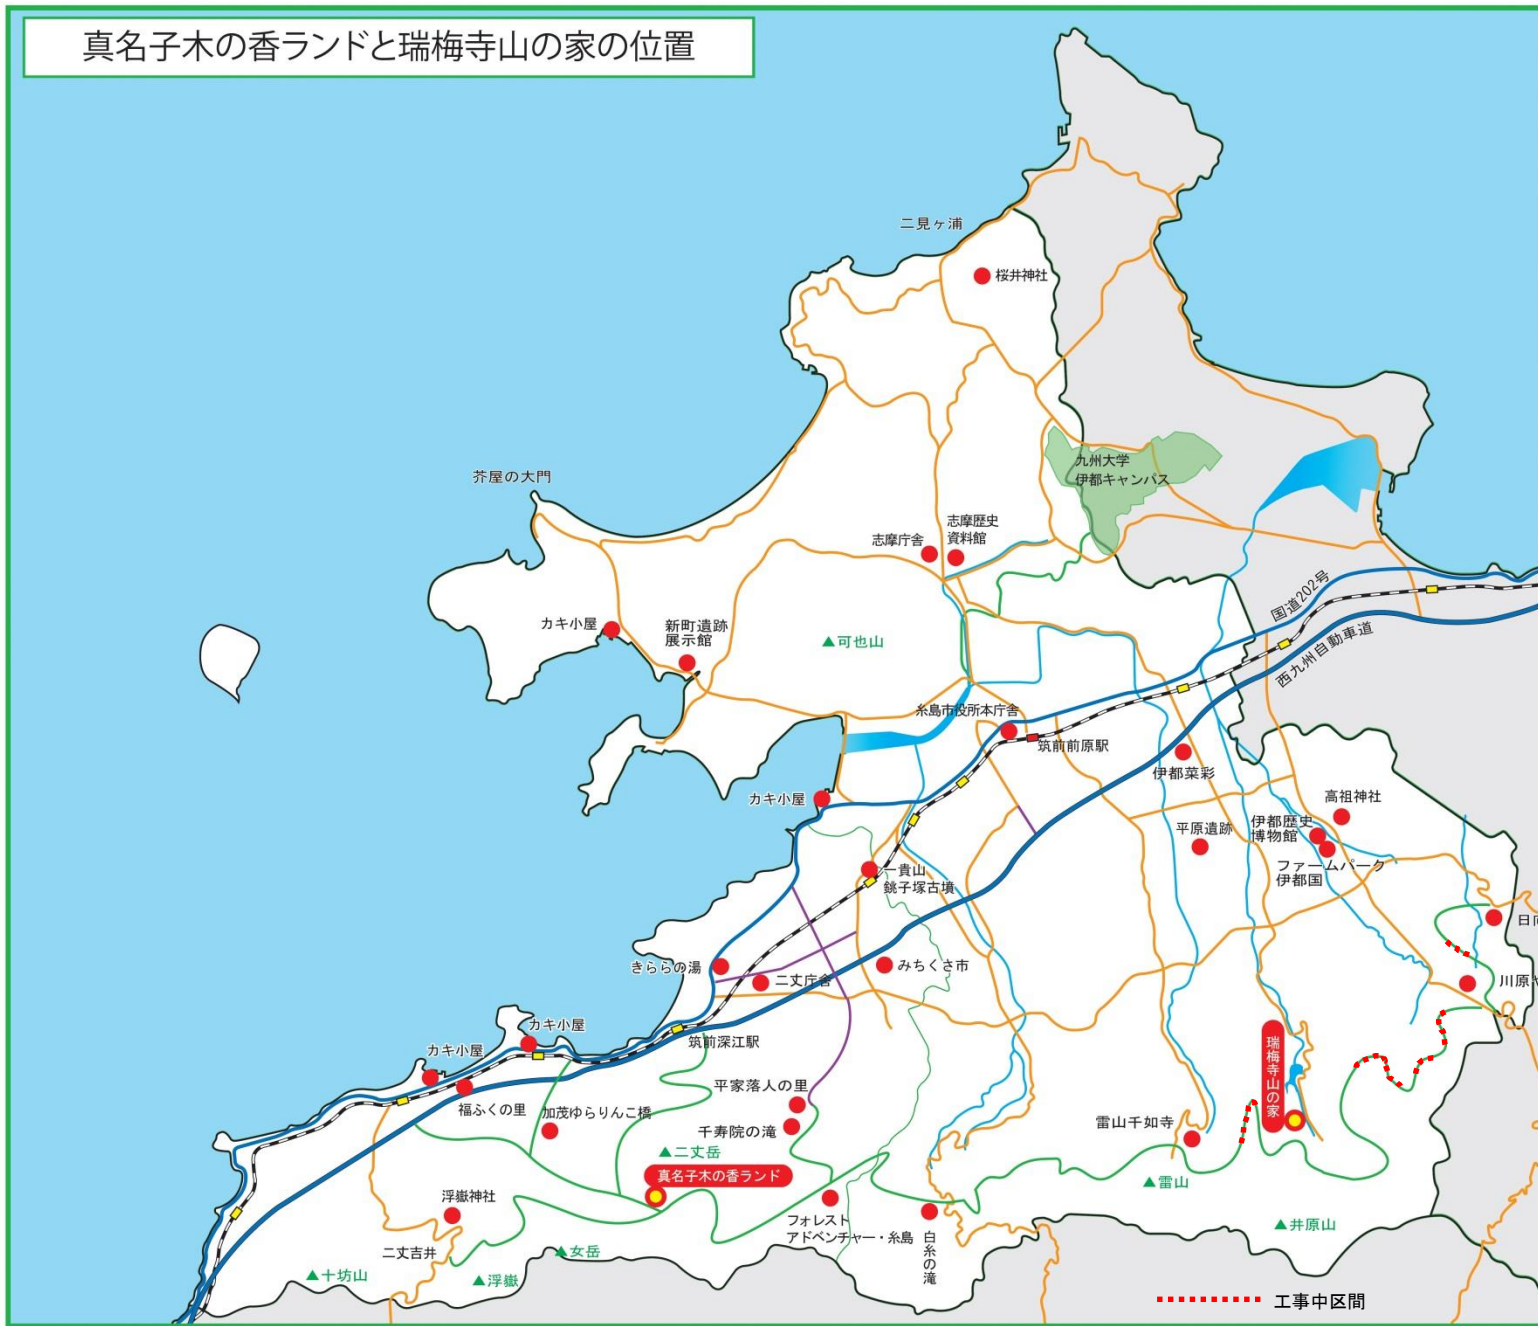 真名子木の香ランドと瑞梅寺山の家の位置
二見ヶ浦
桜井神社
九州大学
伊都キャンパス
芥屋の大門
志摩歴史
資料館
志摩庁舎
国道202号
西九州自動車道
カキ小屋
新町遺跡
展示館
▲可也山
糸島市役所本庁舎
筑前前原駅
伊都菜彩
カキ小屋
高祖神社
平原遺跡
伊都歴史
博物館
ファームパーク
伊都国
一貴山
銚子塚古墳
きららの湯
二丈庁舎
みちくさ市
川原
カキ小屋
カキ小屋
筑前深江駅
瑞梅寺山の家
福ふくの里
加茂ゆらりんこ橋
平家落人の里
千寿院の滝
雷山千如寺
▲二丈岳
真名子木の香ランド
▲雷山
浮嶽神社
フォレスト
アドベンチャー・糸島
白糸の滝
▲井原山
二丈吉井
▲女岳
▲十坊山
▲浮嶽
工事中区間